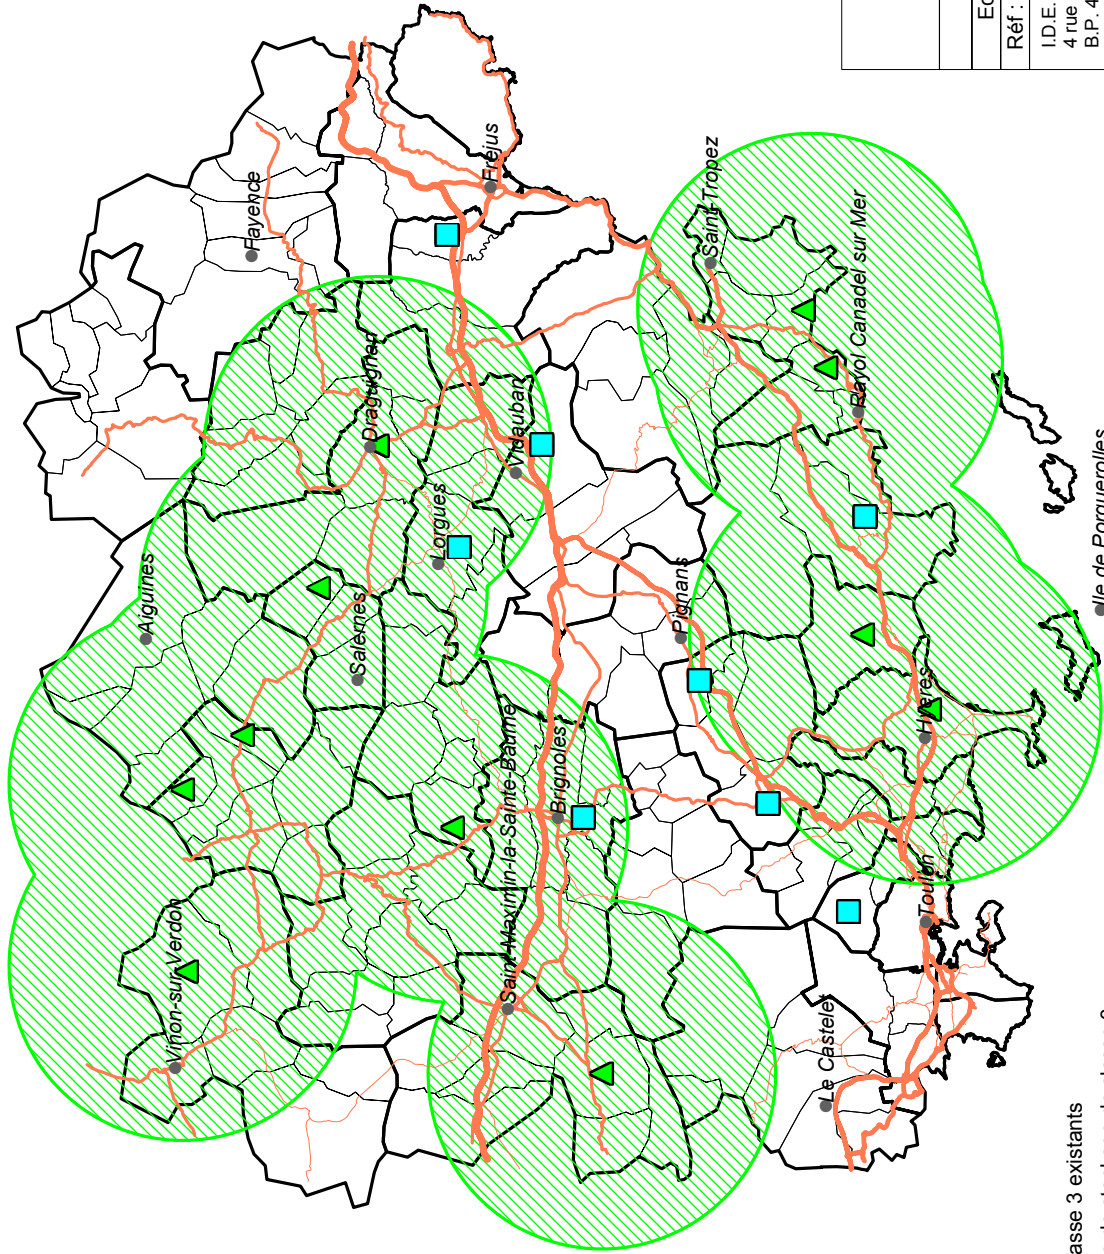 Fayence
Fréjus
Saint-Tropez
Rayol Canadel sur Mer
Draguignan
Vidauban
Lorgues
Aiguines
Salernes
Pignans
Ile de Porquerolles
Hyères
Brignoles
Saint-Maximin-la-Sainte-Baume
Vinon-sur-Verdon
Toulon
Le Castelet
Réf :
I.D.E.
4 rue
B.P. 4
asse 3 existants